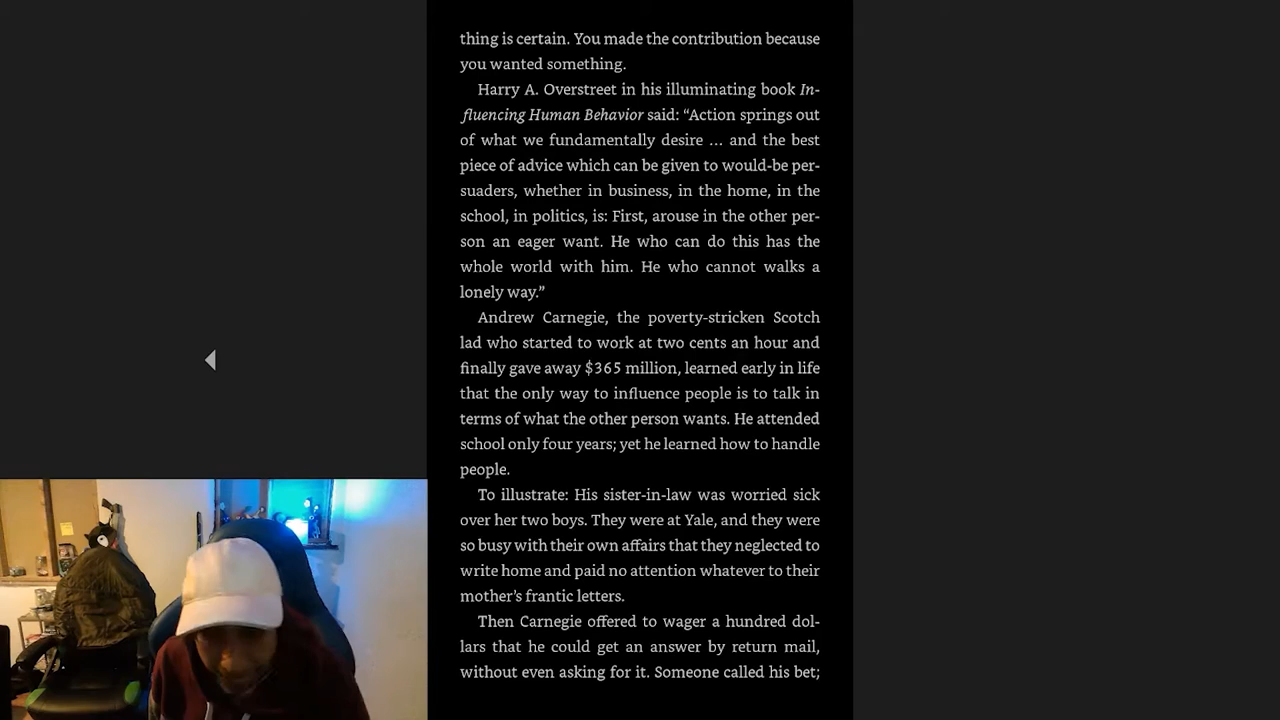 thing is certain. You made the contribution because
you wanted something.
Harry A. Overstreet in his illuminating book In-
fluencing Human Behavior said: “Action springs out
of what we fundamentally desire … and the best
piece of advice which can be given to would-be per-
suaders, whether in business, in the home, in the
school, in politics, is: First, arouse in the other per-
son an eager want. He who can do this has the
whole world with him. He who cannot walks a
lonely way.”
Andrew Carnegie, the poverty-stricken Scotch
lad who started to work at two cents an hour and
finally gave away $365 million, learned early in life
that the only way to influence people is to talk in
terms of what the other person wants. He attended
school only four years; yet he learned how to handle
people.
To illustrate: His sister-in-law was worried sick
over her two boys. They were at Yale, and they were
so busy with their own affairs that they neglected to
write home and paid no attention whatever to their
mother’s frantic letters.
Then Carnegie offered to wager a hundred dol-
lars that he could get an answer by return mail,
without even asking for it. Someone called his bet;